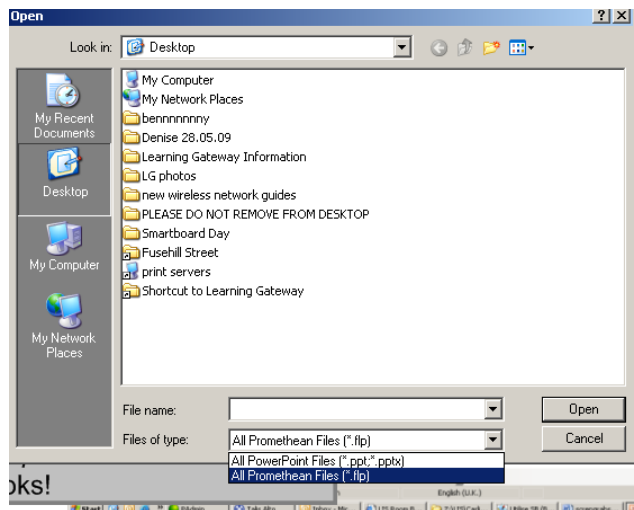 Open
Look in:
Desktop
My Computer
My Network Places
bennnnnny
Denise 28.05.09
Learning Gateway Information
LG photos
new wireless network guides
PLEASE DO NOT REMOVE FROM DESKTOP
Smartboard Day
Fusehill Street
print servers
Shortcut to Learning Gateway
My Recent
Documents
Desktop
My Computer
My Network
Places
File name:
Open
Files of type:
All Promethean Files (*.flp)
Cancel
All PowerPoint Files (*.ppt;*.pptx)
All Promethean Files (*.flp)
oks!
English (U.K.)
Start